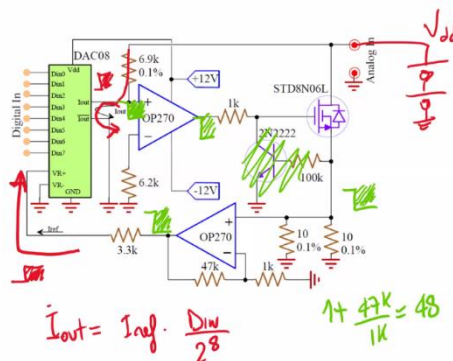 DAC08
Vdd
Din0
Din1
Din2
Din3
Din4
Din5
Din6
Din7
Digital In
Iout
Iout
VR+
VR-
GND
6.9k
0.1%
Iout
+12V
-12V
OP270
6.2k
1k
2N2222
100k
STD8N06L
Analog In
Iref
3.3k
OP270
47k
1k
10
0.1%
10
0.1%
Iout = Iref · Din / 2^8
1 + 47K / 1K = 48